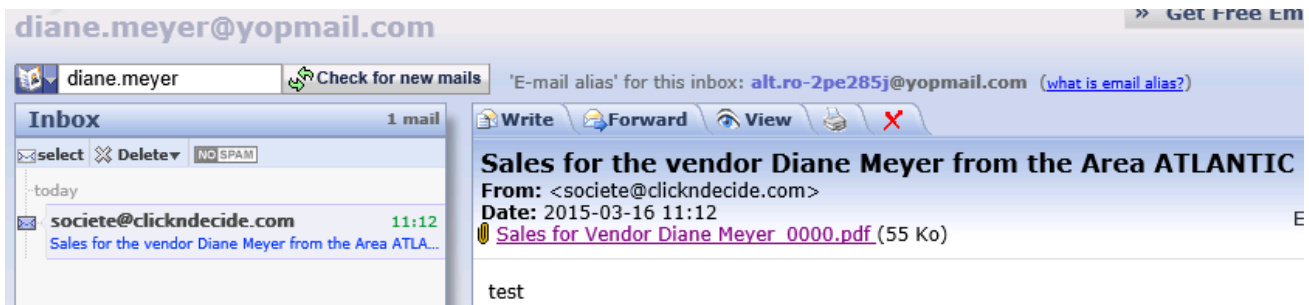 » Get Free Em
diane.meyer@yopmail.com
diane.meyer Check for new mails 'E-mail alias' for this inbox: alt.ro-2pe285j@yopmail.com (what is email alias?)
Inbox 1 mail
select Delete NO SPAM
today
societe@clickndecide.com 11:12
Sales for the vendor Diane Meyer from the Area ATLA...
Write Forward View
Sales for the vendor Diane Meyer from the Area ATLANTIC
From: <societe@clickndecide.com>
Date: 2015-03-16 11:12
E
Sales for Vendor Diane Meyer_0000.pdf (55 Ko)
test